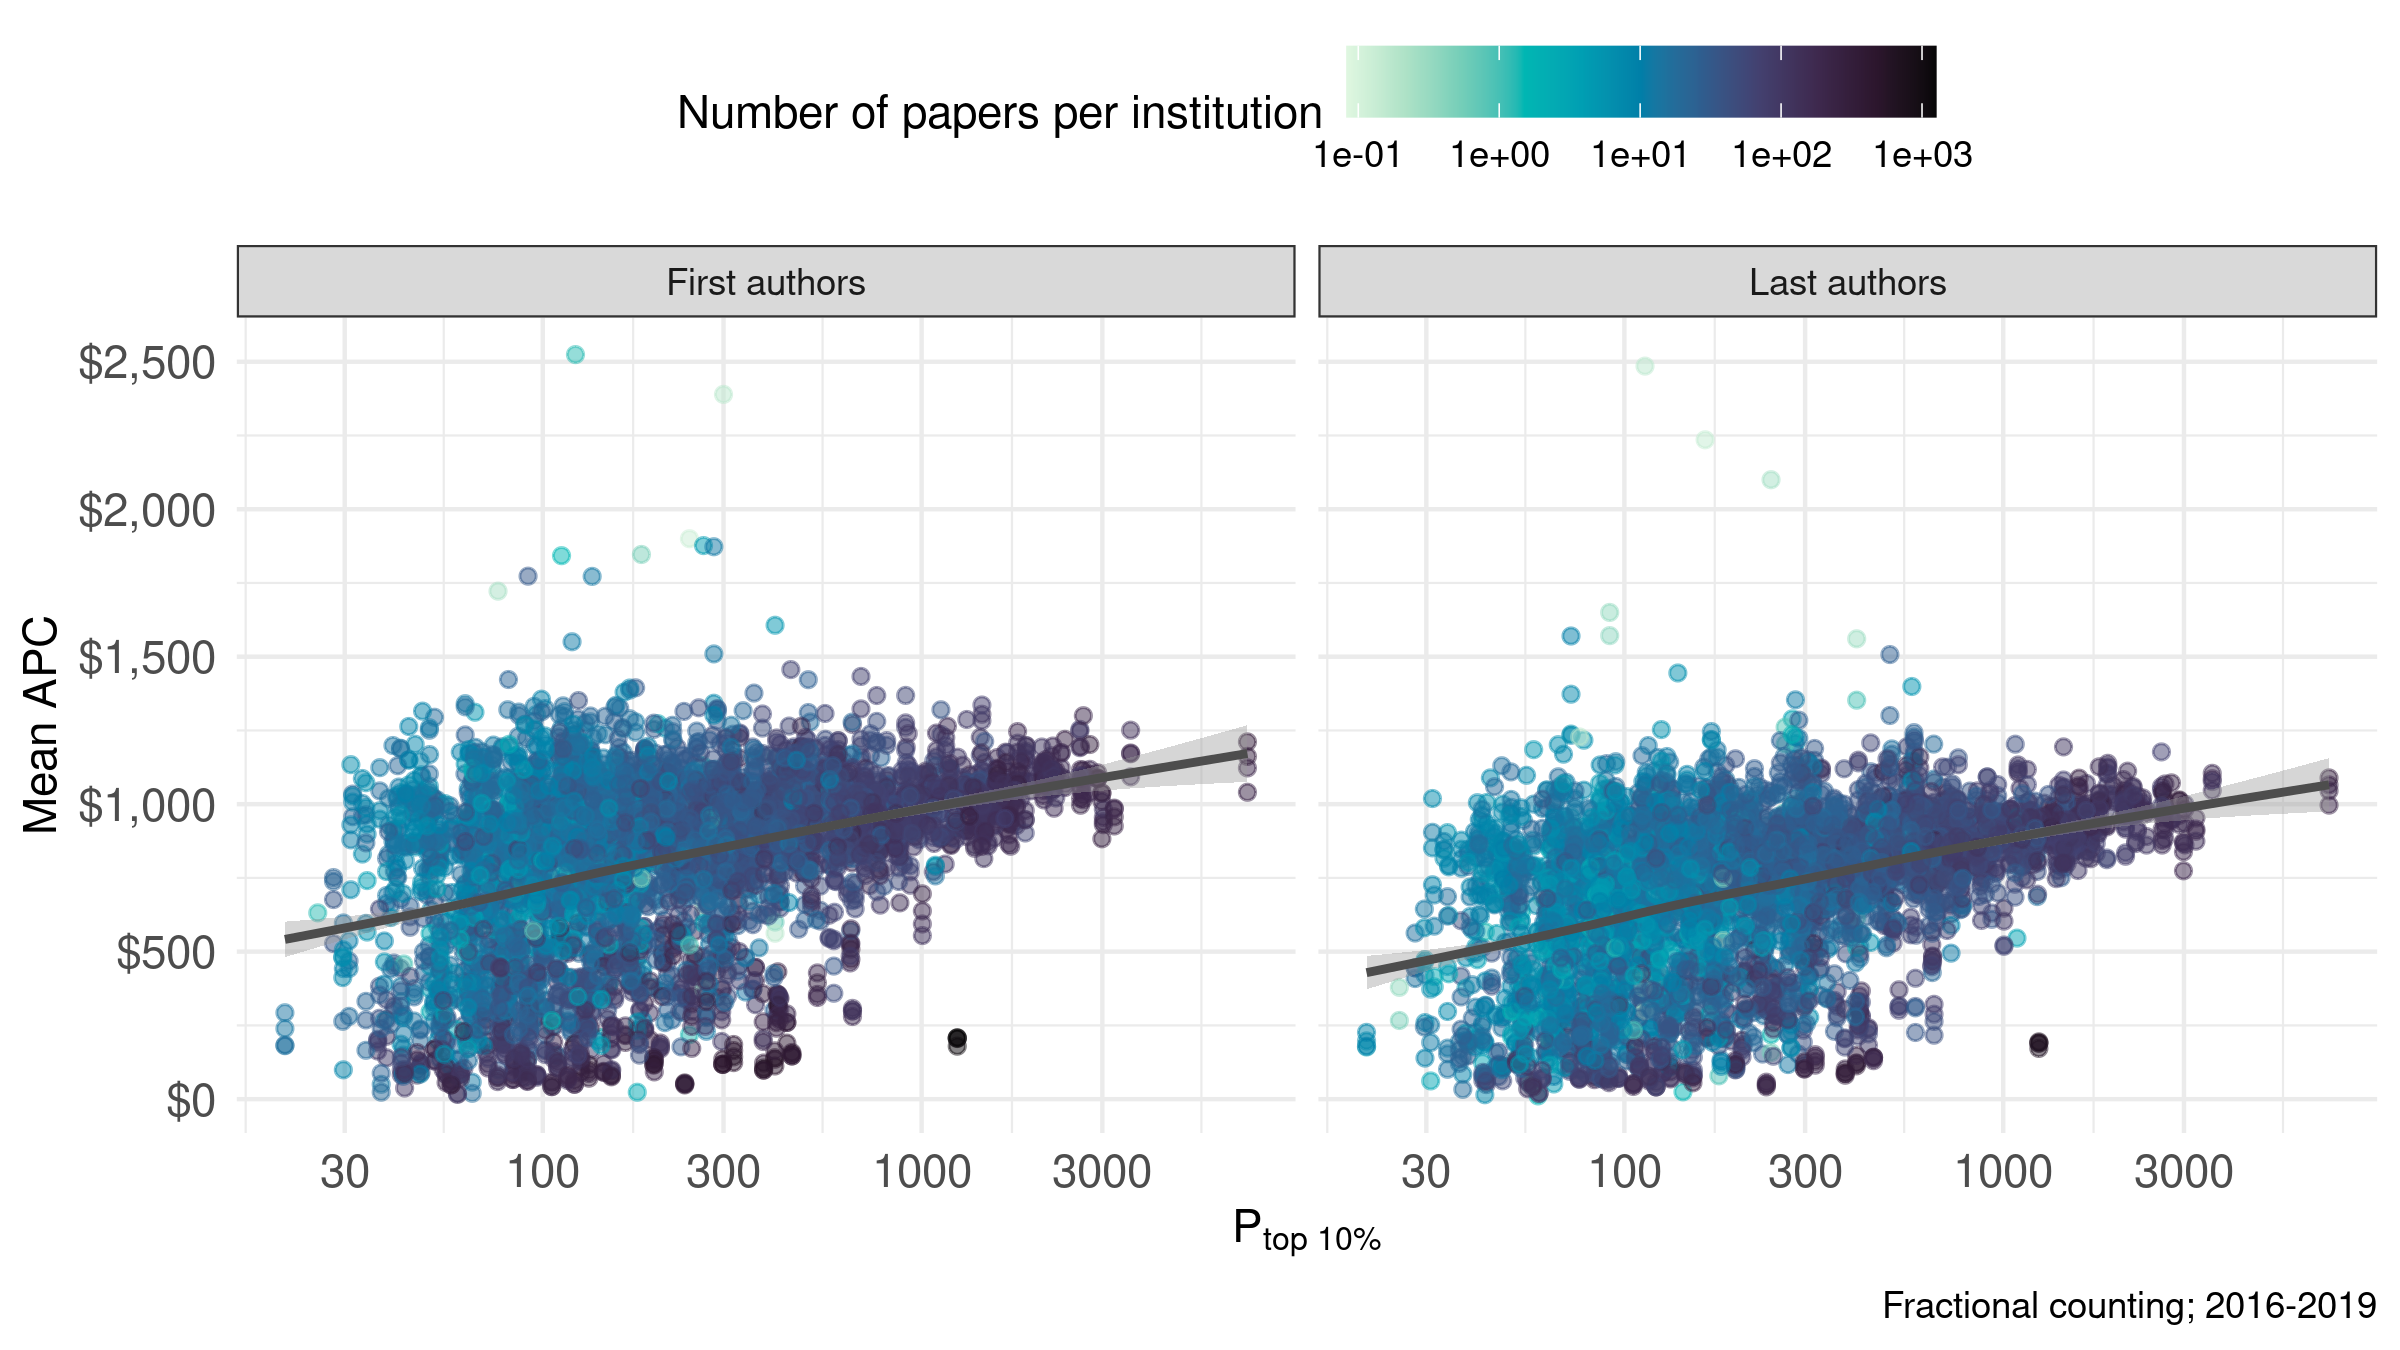 Number of papers per institution
1e-01 1e+00 1e+01 1e+02 1e+03
First authors Last authors
Mean APC
$2,500
$2,000
$1,500
$1,000
$500
$0
30 100 300 1000 3000 30 100 300 1000 3000
P top 10%
Fractional counting; 2016-2019